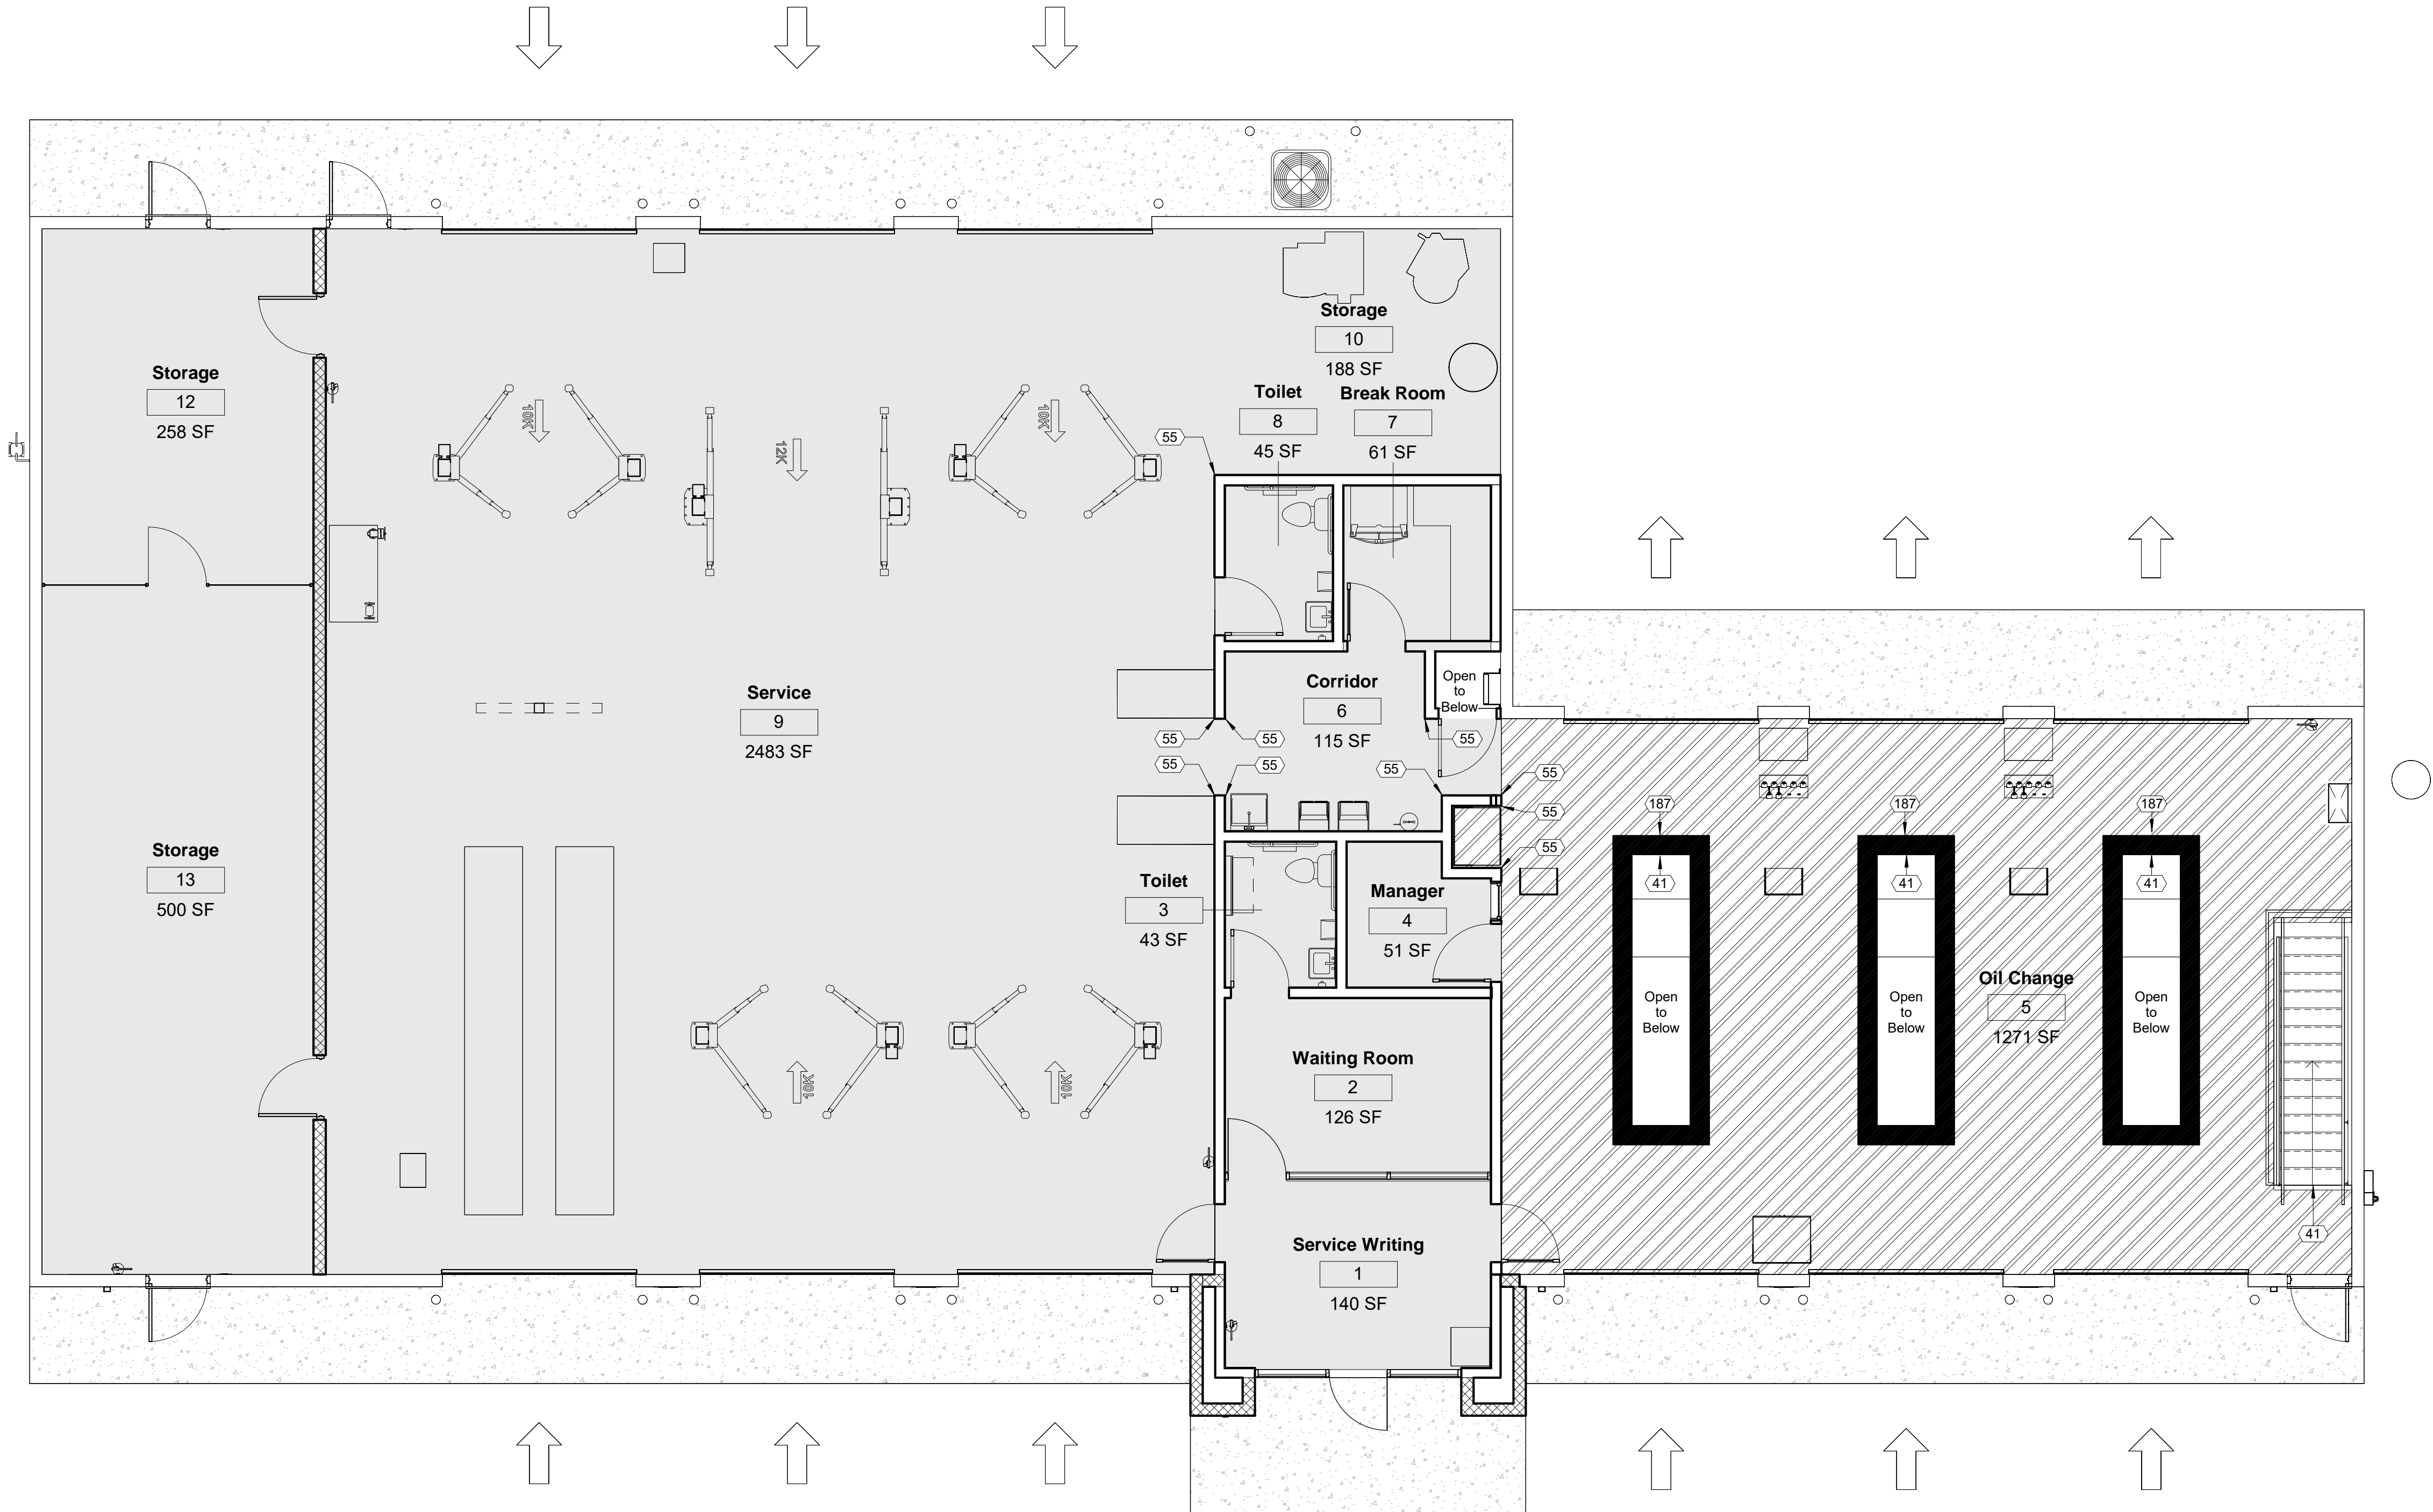 Storage
10
188 SF
Storage
12
258 SF
Toilet
8
45 SF
Break Room
7
61 SF
10K
12K
10K
55
Service
9
2483 SF
Corridor
6
115 SF
Open
to
Below
55
55
55
55
55
55
55
55
55
187
187
187
41
41
41
Storage
13
500 SF
Toilet
3
43 SF
Manager
4
51 SF
Oil Change
5
1271 SF
Open
to
Below
Open
to
Below
Open
to
Below
Waiting Room
2
126 SF
10K
10K
Service Writing
1
140 SF
41